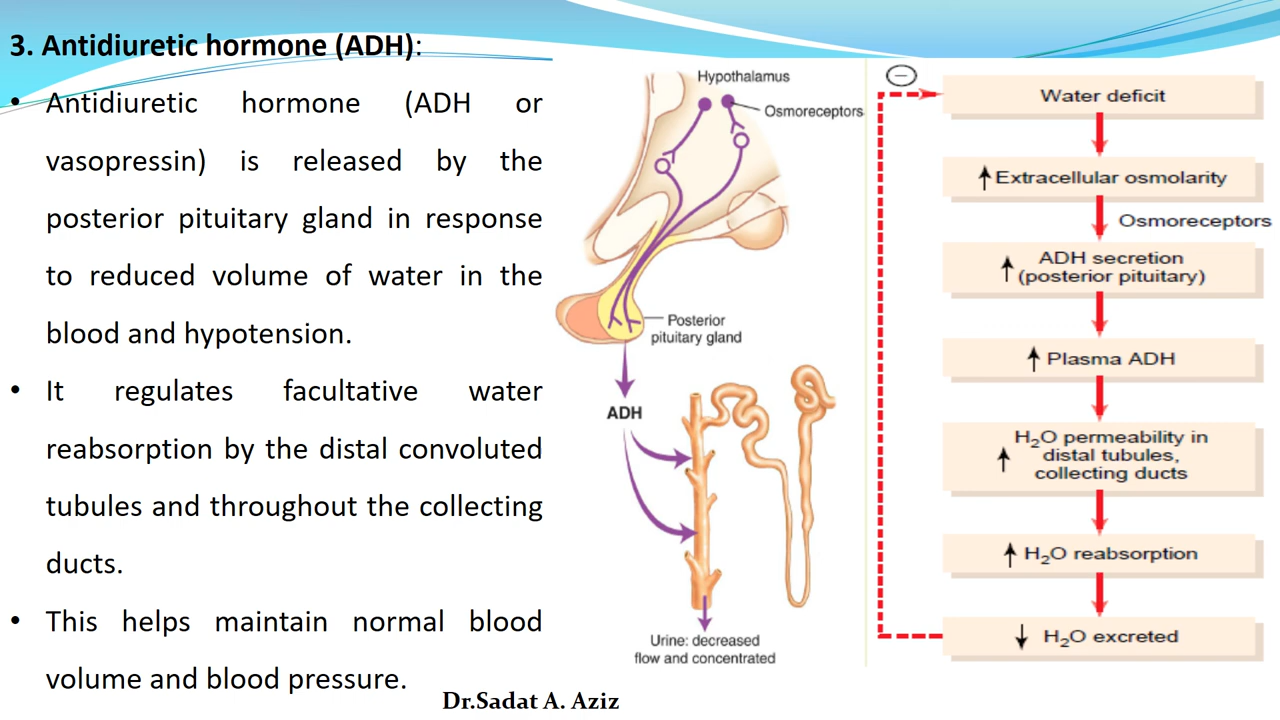 3. Antidiuretic hormone (ADH):
• Antidiuretic hormone (ADH or
vasopressin) is released by the
posterior pituitary gland in response
to reduced volume of water in the
blood and hypotension.
• It regulates facultative water
reabsorption by the distal convoluted
tubules and throughout the collecting
ducts.
• This helps maintain normal blood
volume and blood pressure.
Hypothalamus
Osmoreceptors
Posterior
pituitary gland
ADH
Urine: decreased
flow and concentrated
−
Water deficit
↑ Extracellular osmolarity
Osmoreceptors
↑ ADH secretion
(posterior pituitary)
↑ Plasma ADH
↑ H₂O permeability in
distal tubules,
collecting ducts
↑ H₂O reabsorption
↓ H₂O excreted
Dr.Sadat A. Aziz